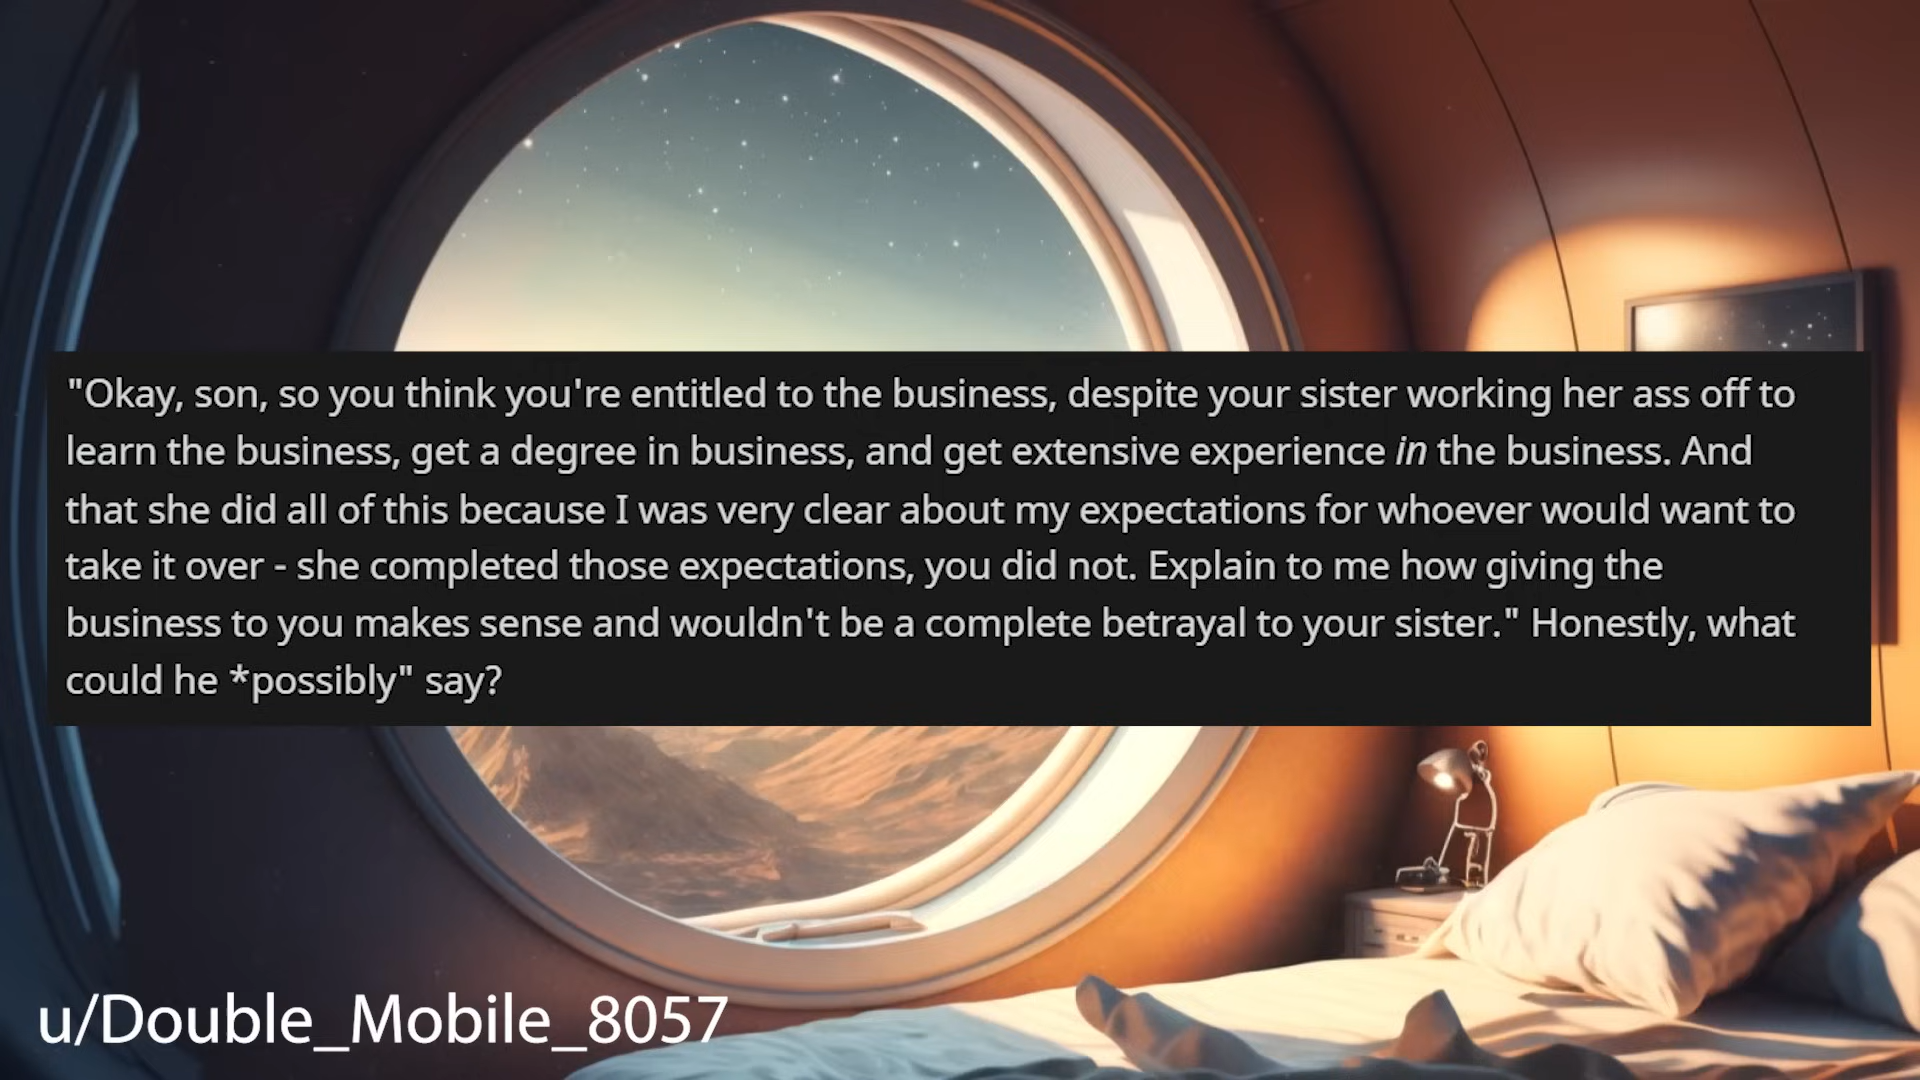 "Okay, son, so you think you're entitled to the business, despite your sister working her ass off to
learn the business, get a degree in business, and get extensive experience in the business. And
that she did all of this because I was very clear about my expectations for whoever would want to
take it over - she completed those expectations, you did not. Explain to me how giving the
business to you makes sense and wouldn't be a complete betrayal to your sister." Honestly, what
could he *possibly" say?
u/Double_Mobile_8057